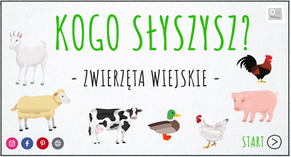 KOGO SŁYSZYSZ?
- ZWIERZĘTA WIEJSKIE -
START